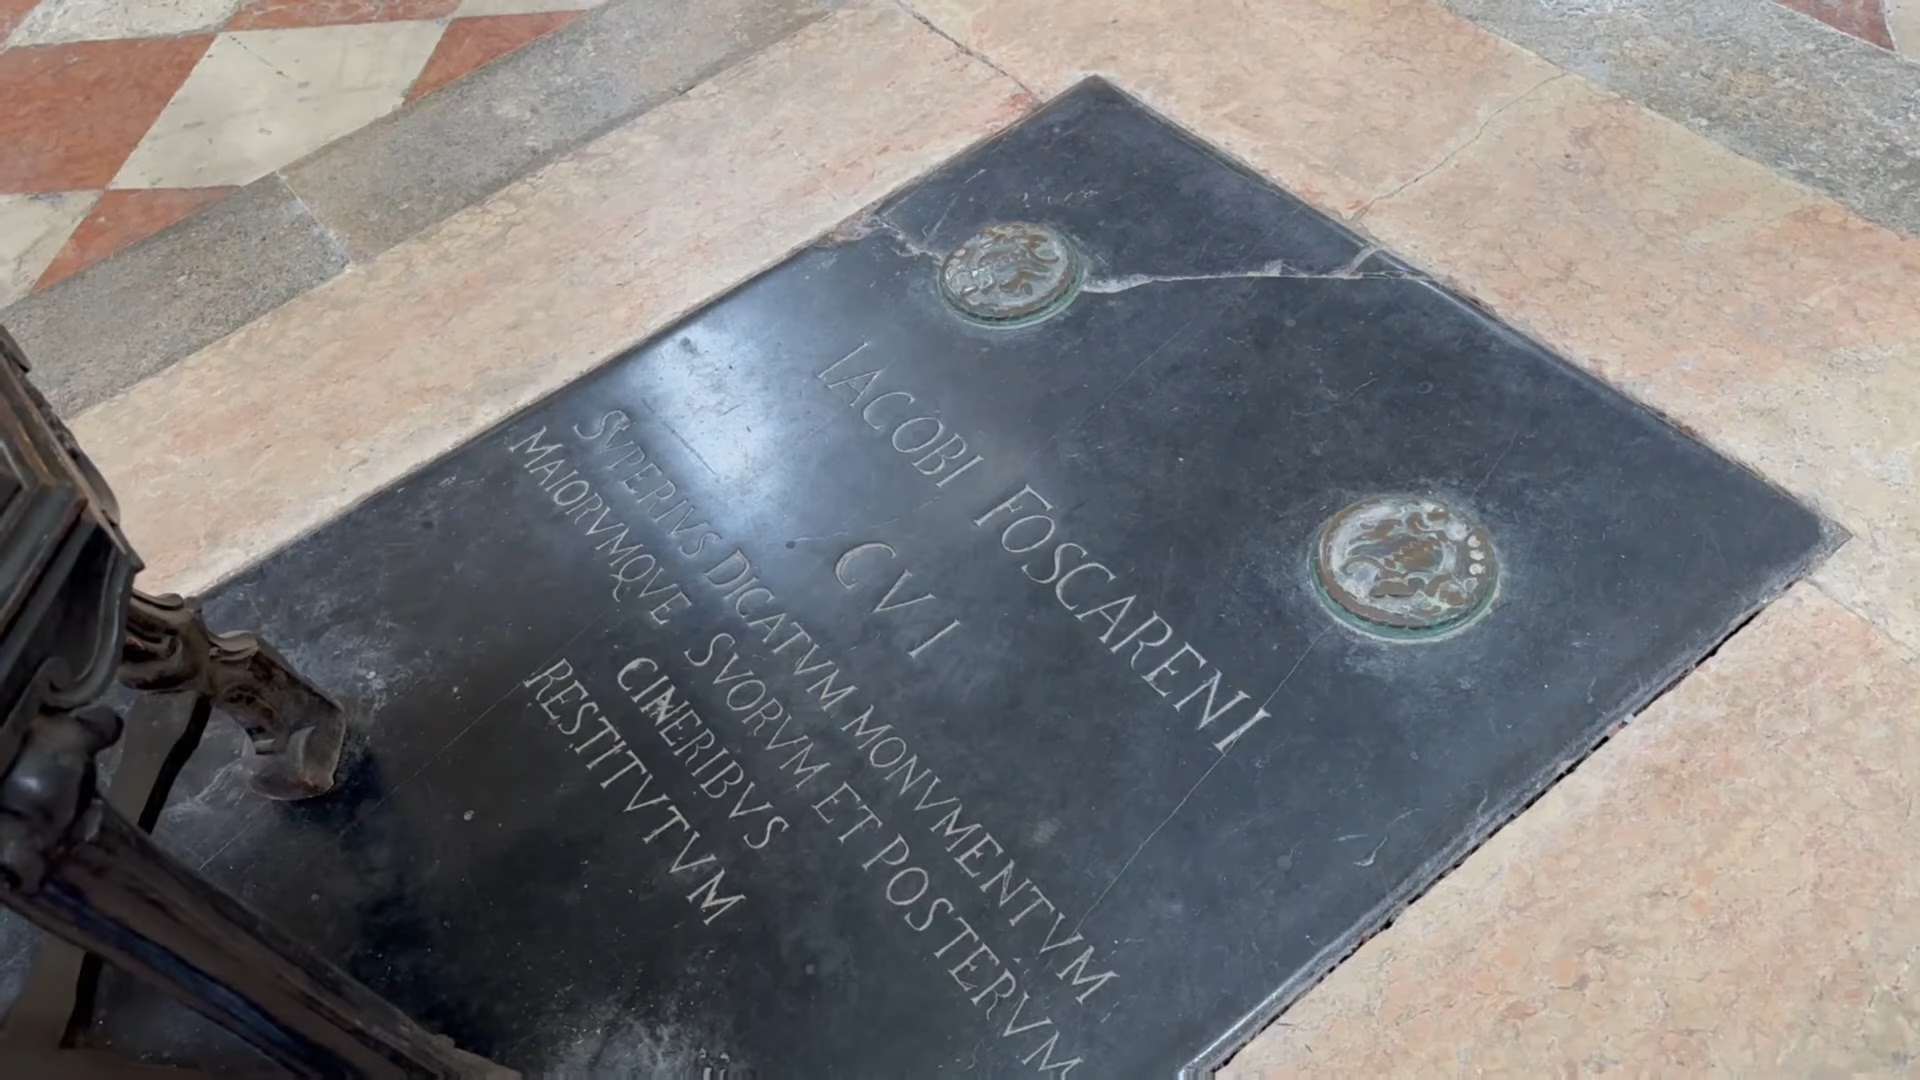 IACOBI FOSCARENI
CVI
SVPERIVS DICATVM MONVMENTVM
MAIORVMQVE SVORVM ET POSTERVM
CINERIBVS
RESTITVTVM